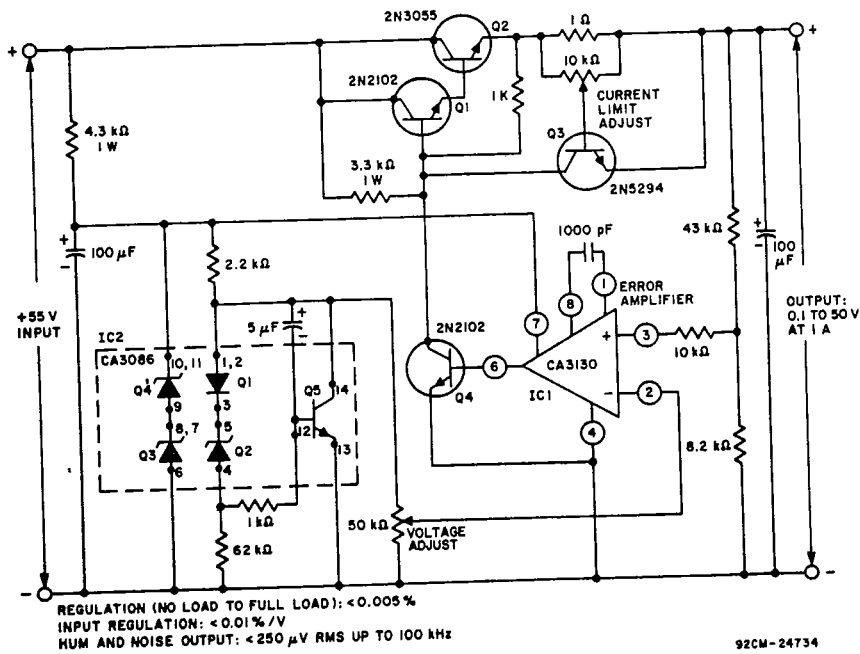 2N3055
Q2
1 Ω
+
+
10 kΩ
2N2102
Q1
1 K
CURRENT
LIMIT
ADJUST
4.3 kΩ
1 W
Q3
3.3 kΩ
1 W
2N5294
1000 pF
43 kΩ
+
-
100 µF
+
-
100
µF
2.2 kΩ
1
8
ERROR
AMPLIFIER
+55 V
INPUT
5 µF
+
-
7
OUTPUT:
0.1 TO 50 V
AT 1 A
IC2
CA3086
2N2102
+
3
10 kΩ
10, 11
1, 2
Q4
Q1
Q5
14
6
CA3130
IC1
-
2
9
3
8, 7
5
12
Q4
4
13
Q3
Q2
6
4
8.2 kΩ
1 kΩ
50 kΩ
VOLTAGE
ADJUST
62 kΩ
-
-
REGULATION (NO LOAD TO FULL LOAD): <0.005 %
INPUT REGULATION: <0.01 %/V
HUM AND NOISE OUTPUT: <250 µV RMS UP TO 100 kHz
92CM-24734